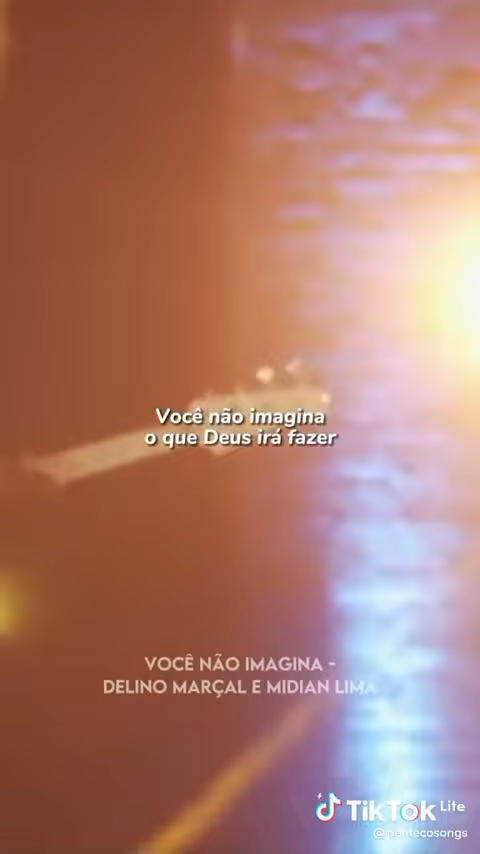 Você não imagina
o que Deus irá fazer
VOCÊ NÃO IMAGINA -
DELINO MARÇAL E MIDIAN LIMA
TikTok Lite
@pentecosongs